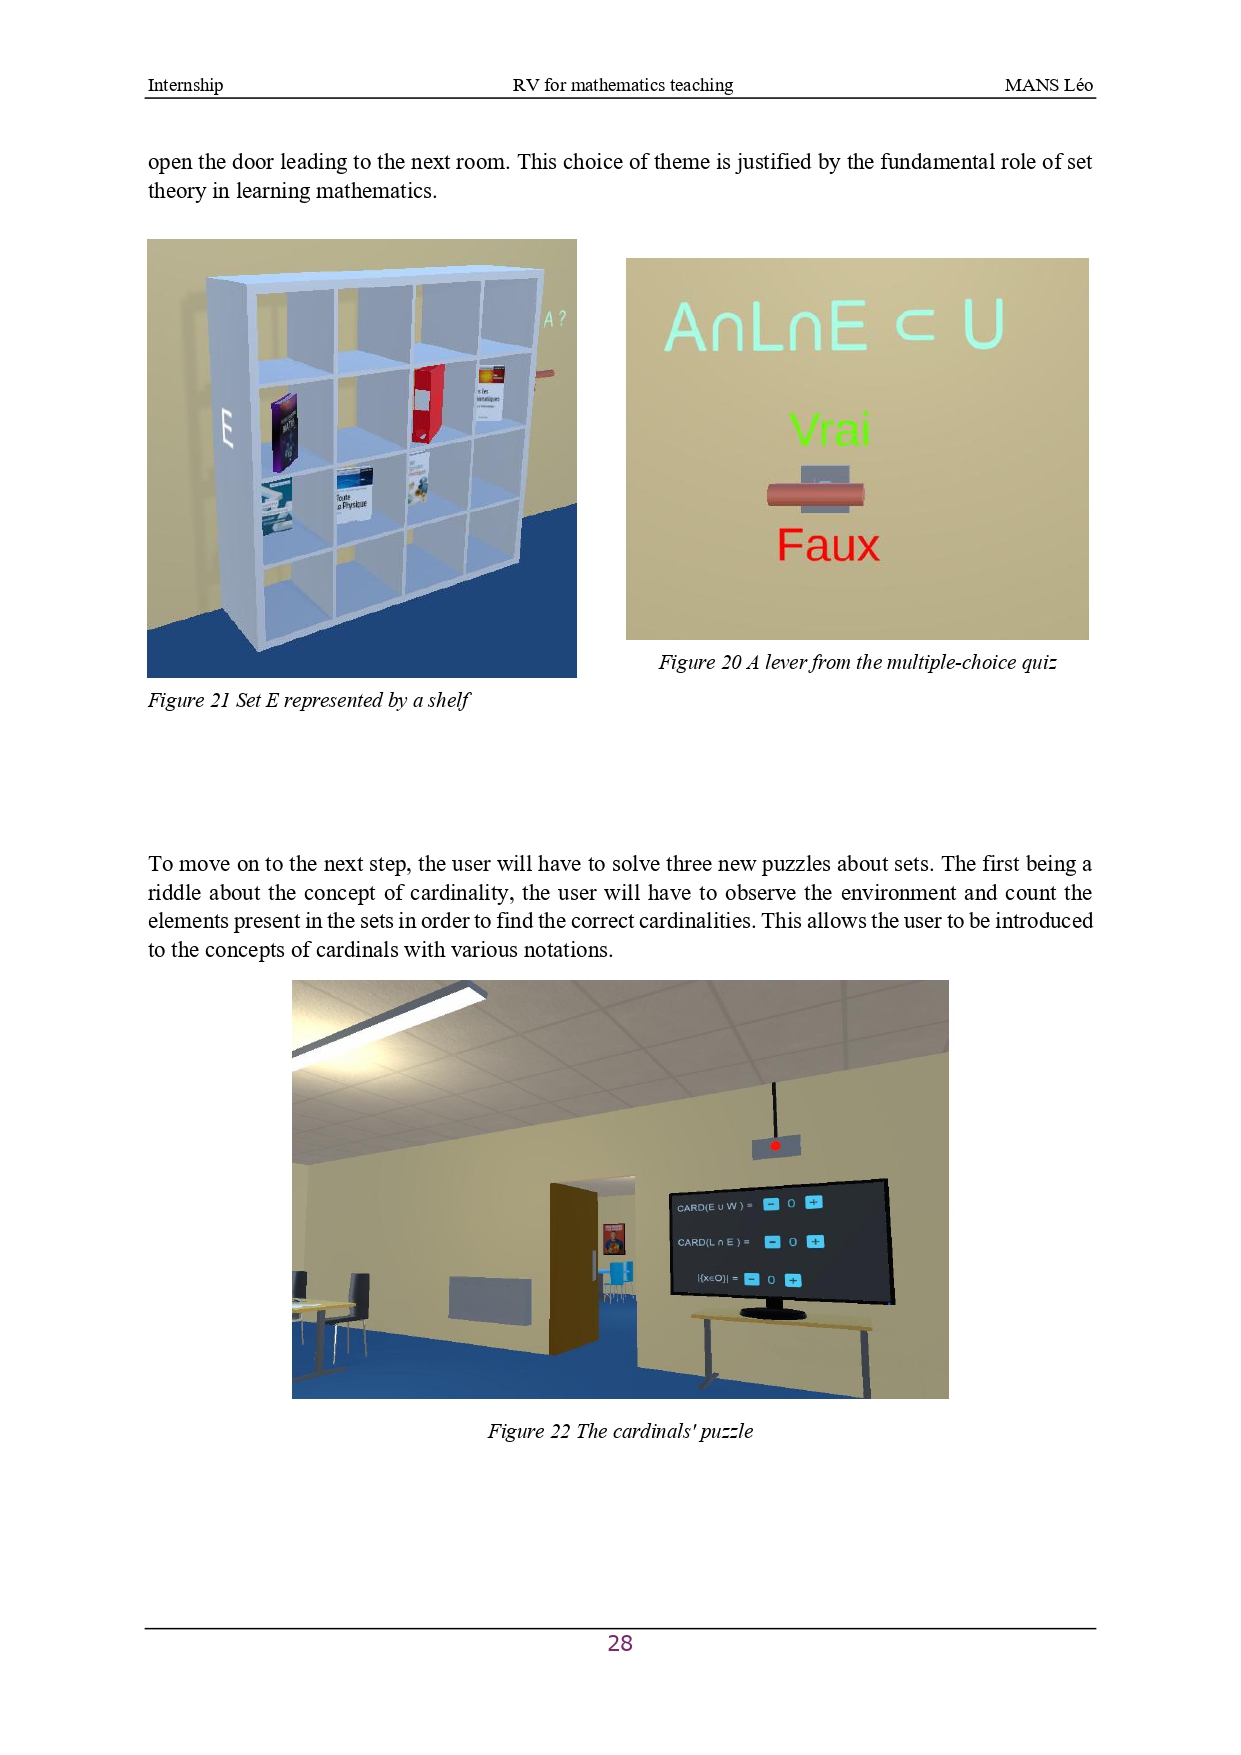 Internship RV for mathematics teaching MANS Léo
open the door leading to the next room. This choice of theme is justified by the fundamental role of set
theory in learning mathematics.
A ?
E
Toute
la Physique
A∩L∩E ⊂ U
Vrai
Faux
Figure 20 A lever from the multiple-choice quiz
Figure 21 Set E represented by a shelf
To move on to the next step, the user will have to solve three new puzzles about sets. The first being a
riddle about the concept of cardinality, the user will have to observe the environment and count the
elements present in the sets in order to find the correct cardinalities. This allows the user to be introduced
to the concepts of cardinals with various notations.
CARD(E ∪ W ) = - 0 +
CARD(L ∩ E ) = - 0 +
|{x∈O}| = - 0 +
Figure 22 The cardinals' puzzle
28